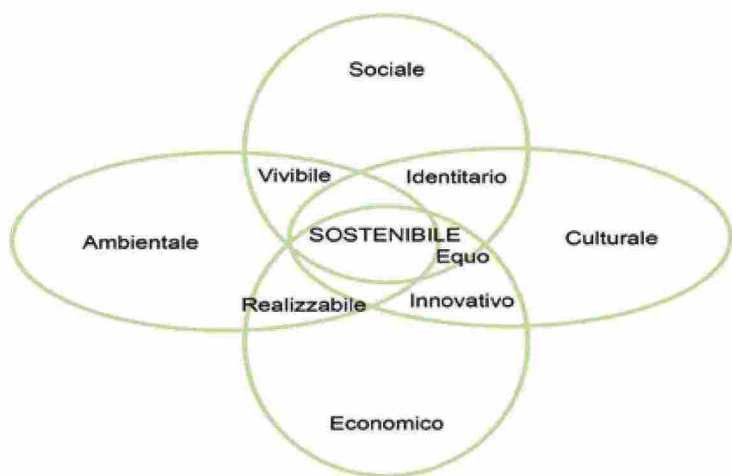 Sociale
Vivibile
Identitario
Ambientale
SOSTENIBILE
Culturale
Equo
Realizzabile
Innovativo
Economico